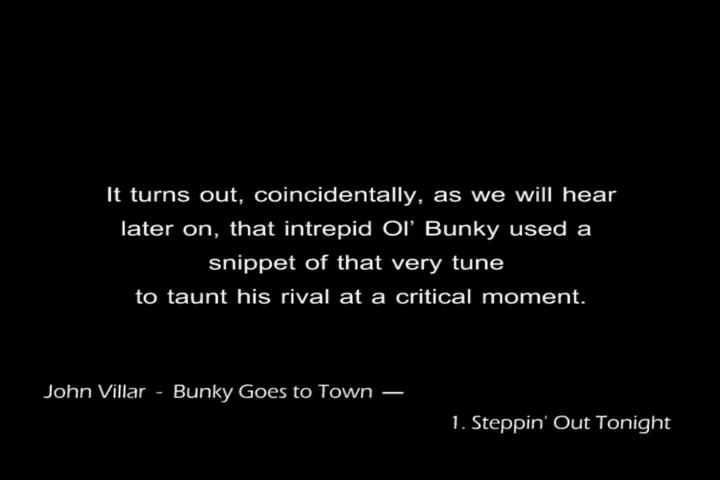 It turns out, coincidentally, as we will hear
later on, that intrepid Ol’ Bunky used a
snippet of that very tune
to taunt his rival at a critical moment.
John Villar - Bunky Goes to Town —
1. Steppin' Out Tonight